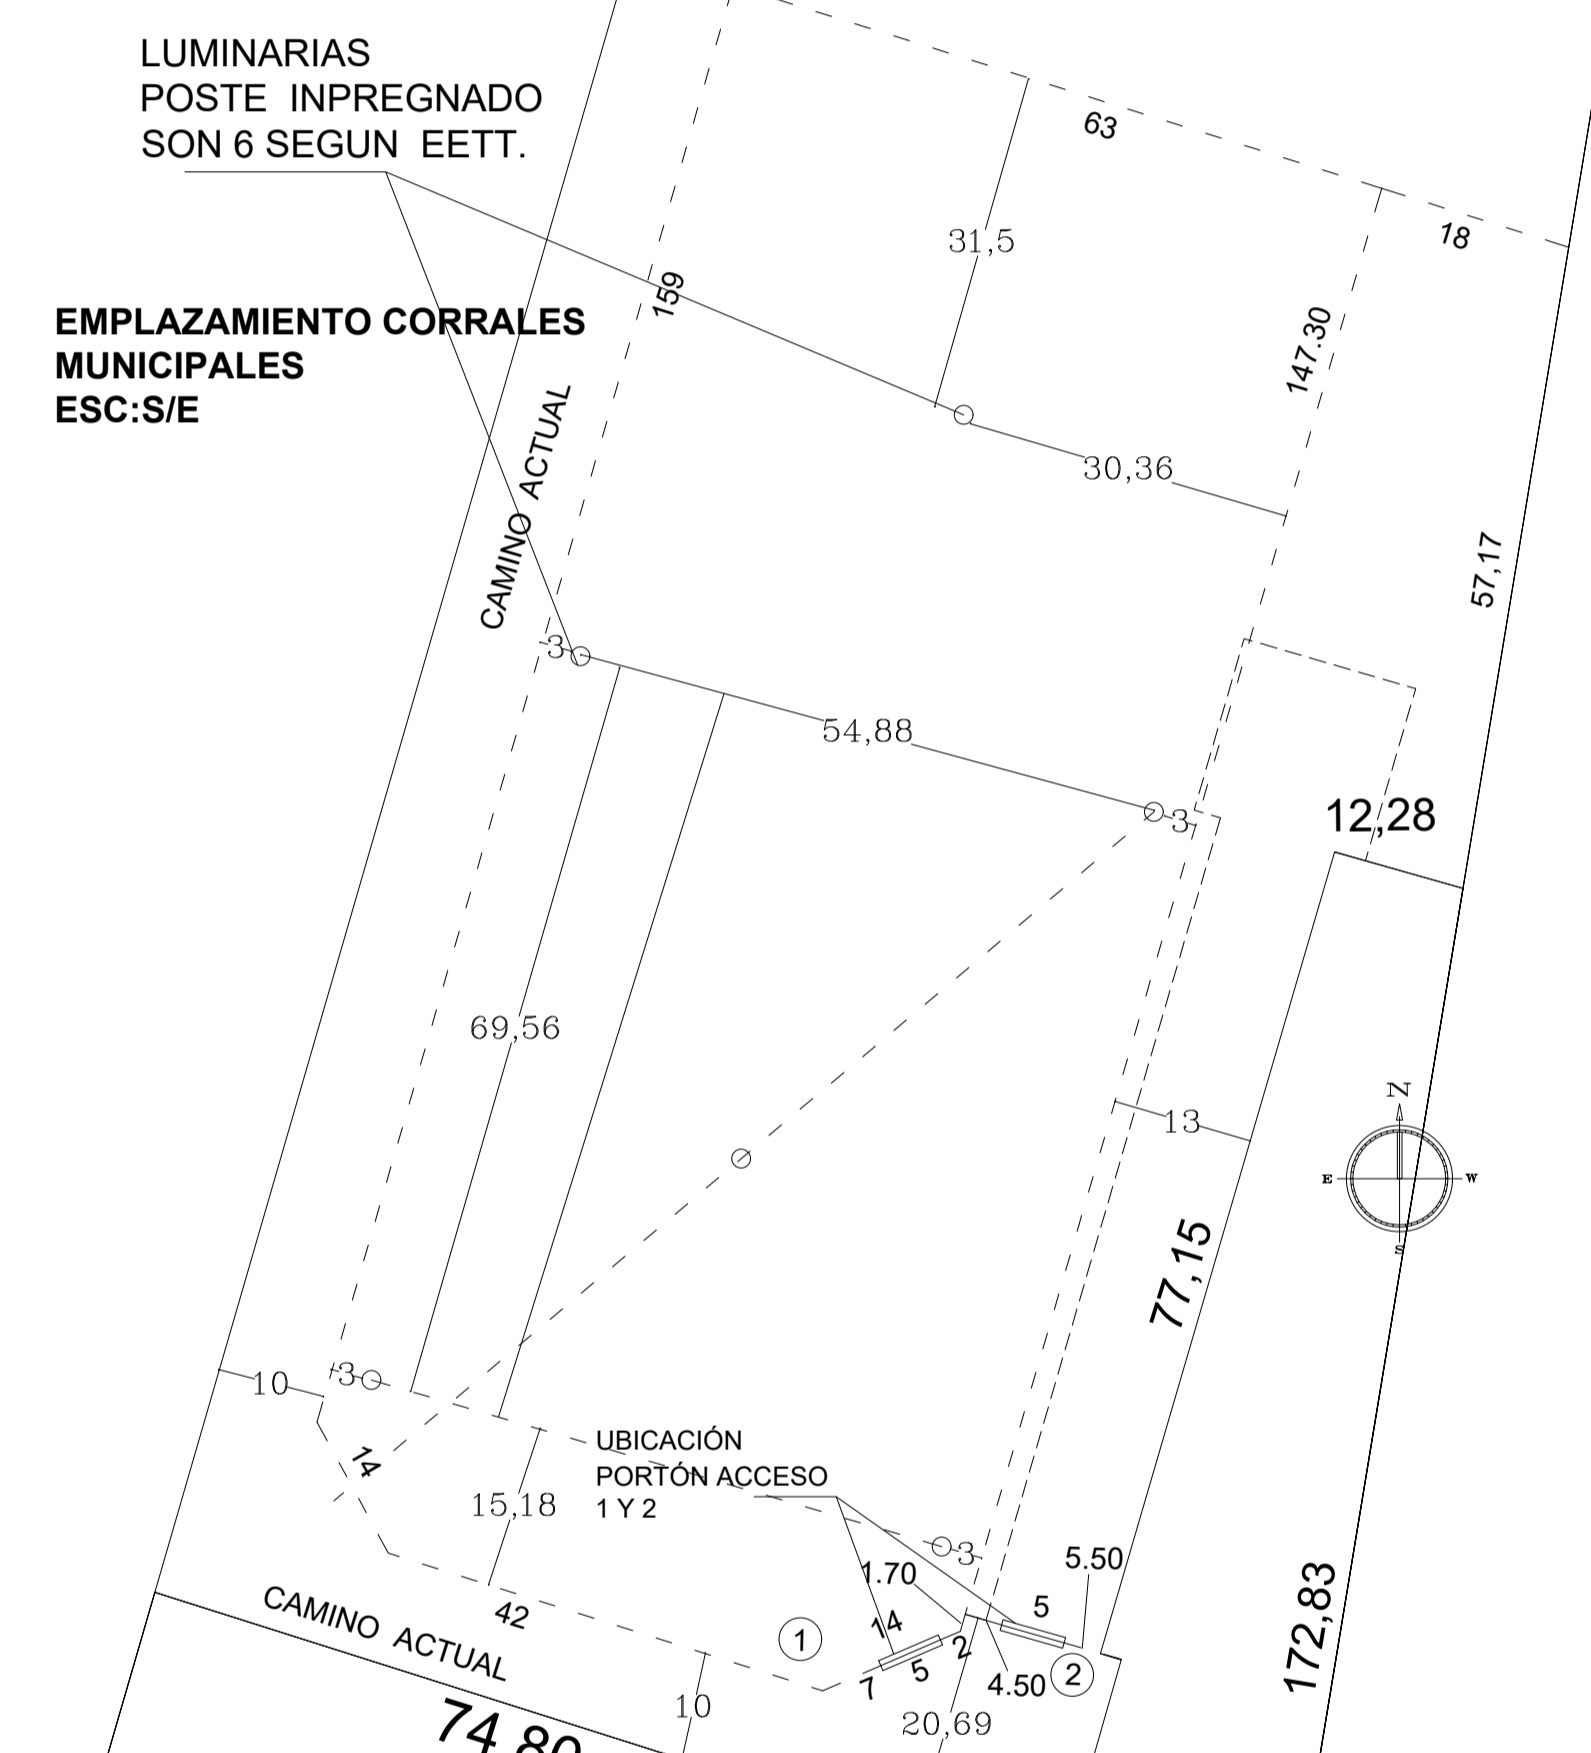 LUMINARIAS
POSTE INPREGNADO
SON 6 SEGUN EETT.
63
18
31,5
159
147.30
EMPLAZAMIENTO CORRALES
MUNICIPALES
ESC:S/E
CAMINO ACTUAL
30,36
57,17
3
54,88
3
12,28
69,56
13
N
E
W
S
77,15
10
3
14
UBICACIÓN
PORTÓN ACCESO
1 Y 2
15,18
3
1.70
5.50
5
14
42
CAMINO ACTUAL
1
2
5
7
4.50
2
172,83
10
20,69
74,80